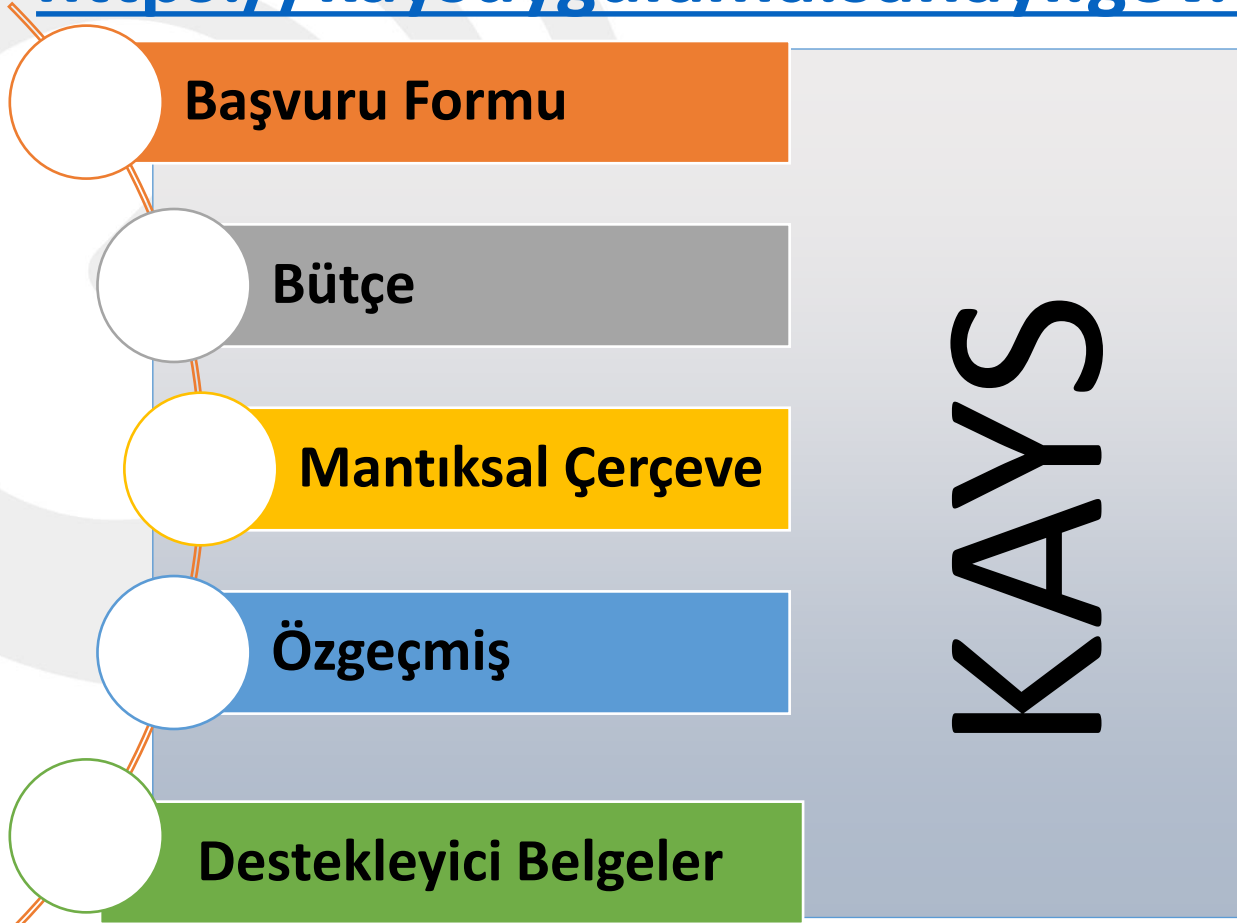 Başvuru Formu
Bütçe
Mantıksal Çerçeve
Özgeçmiş
Destekleyici Belgeler
KAYS